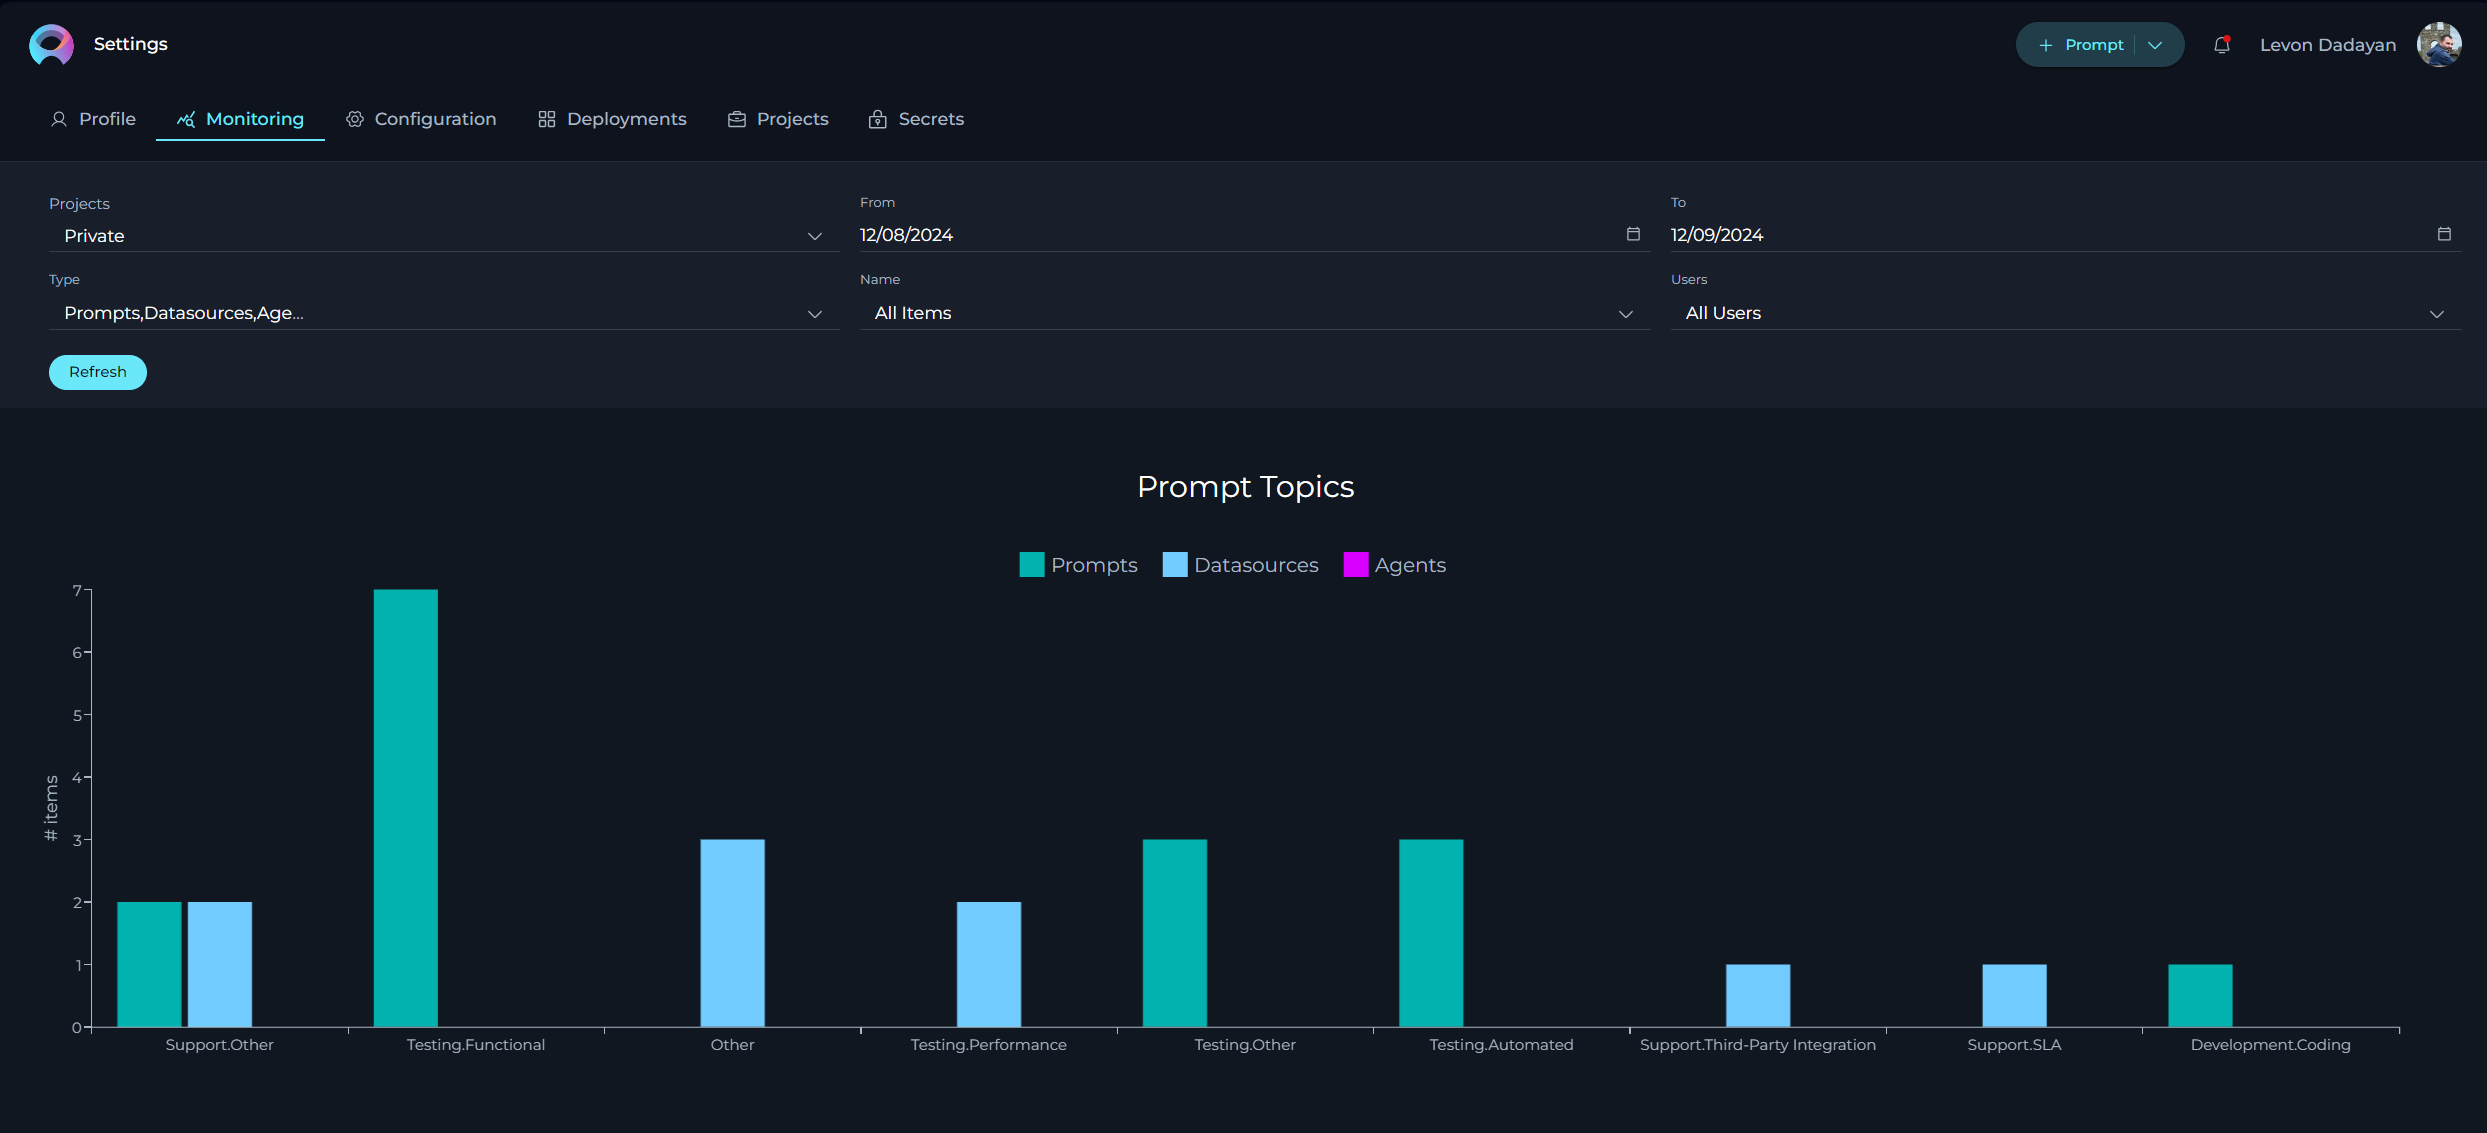 Settings
+ Prompt
Levon Dadayan
Profile
Monitoring
Configuration
Deployments
Projects
Secrets
Projects
Private
From
12/08/2024
To
12/09/2024
Type
Prompts,Datasources,Age...
Name
All Items
Users
All Users
Refresh
Prompt Topics
Prompts
Datasources
Agents
7
6
5
4
3
2
1
0
# items
Support.Other
Testing.Functional
Other
Testing.Performance
Testing.Other
Testing.Automated
Support.Third-Party Integration
Support.SLA
Development.Coding